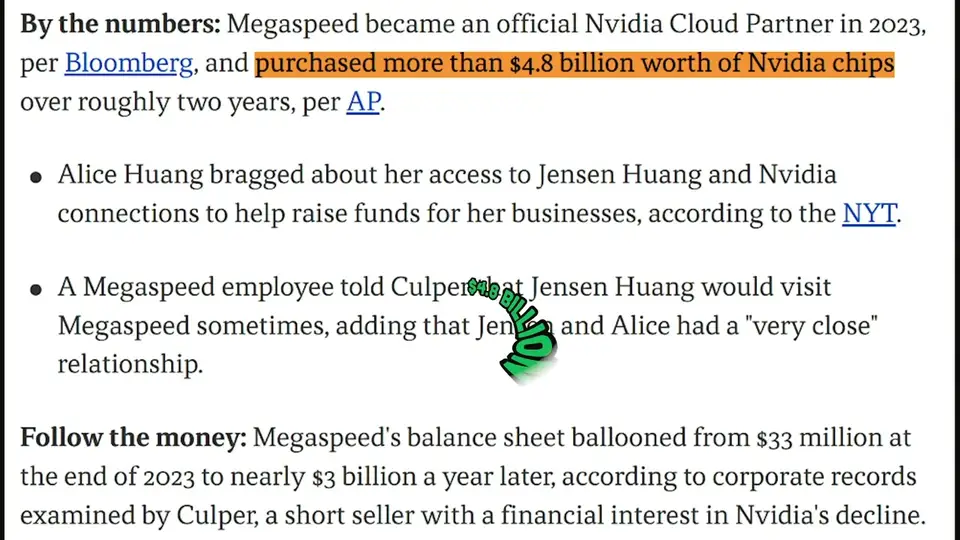 By the numbers: Megaspeed became an official Nvidia Cloud Partner in 2023,
per Bloomberg, and purchased more than $4.8 billion worth of Nvidia chips
over roughly two years, per AP.
• Alice Huang bragged about her access to Jensen Huang and Nvidia
connections to help raise funds for her businesses, according to the NYT.
• A Megaspeed employee told Culper that Jensen Huang would visit
Megaspeed sometimes, adding that Jensen and Alice had a "very close"
relationship.
$4.8 BILLION
Follow the money: Megaspeed's balance sheet ballooned from $33 million at
the end of 2023 to nearly $3 billion a year later, according to corporate records
examined by Culper, a short seller with a financial interest in Nvidia's decline.